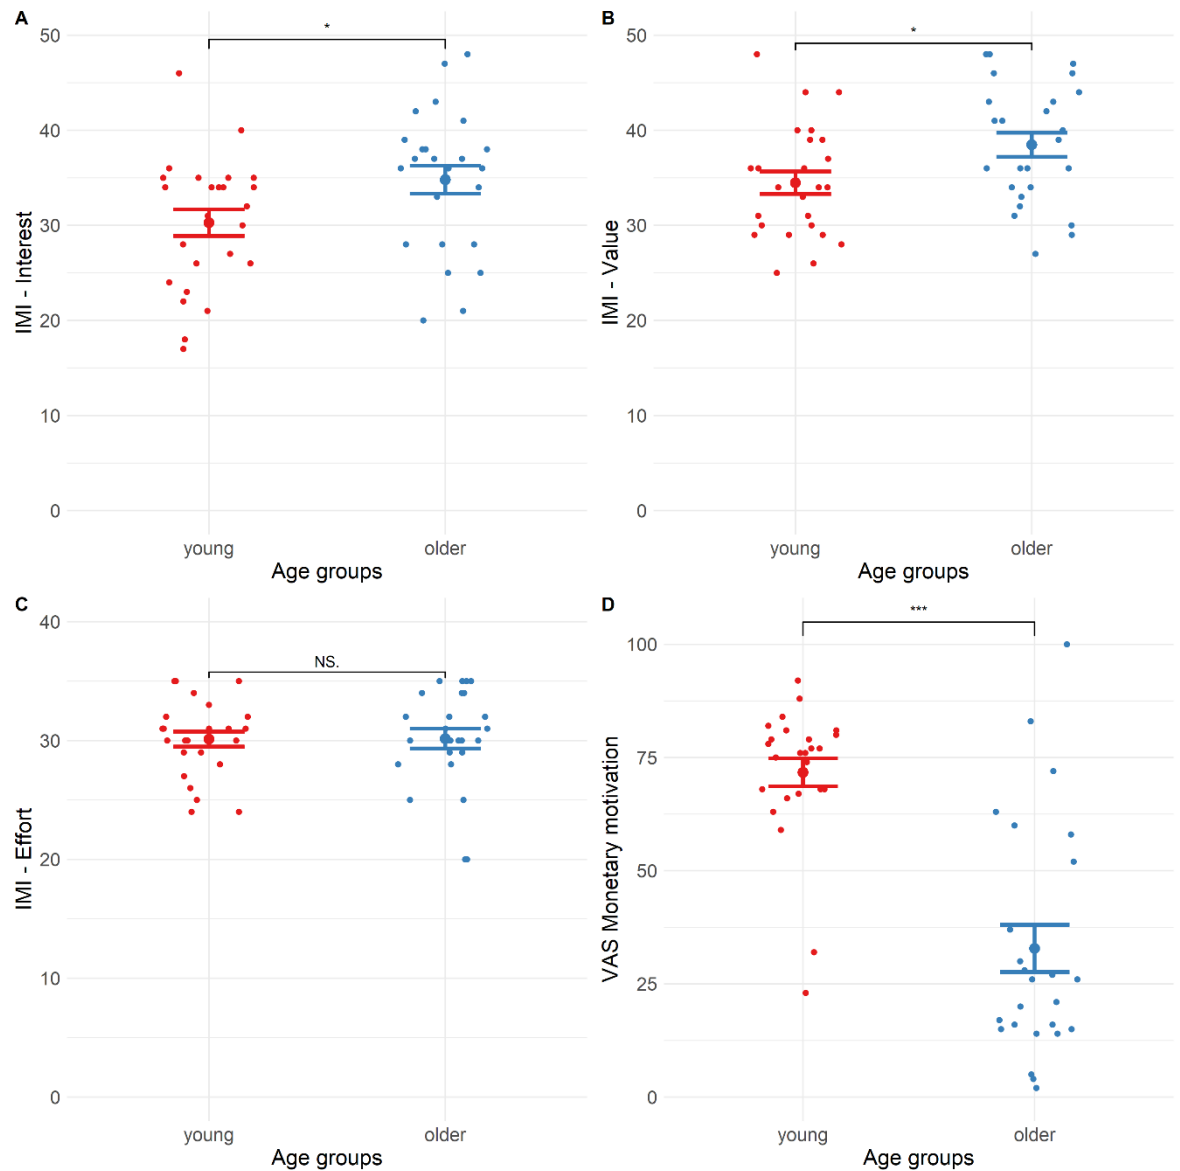 A
*
50
40
30
20
10
0
IMI - Interest
young older
Age groups
B
*
50
40
30
20
10
0
IMI - Value
young older
Age groups
C
NS.
40
30
20
10
0
IMI - Effort
young older
Age groups
D
***
100
75
50
25
0
VAS Monetary motivation
young older
Age groups